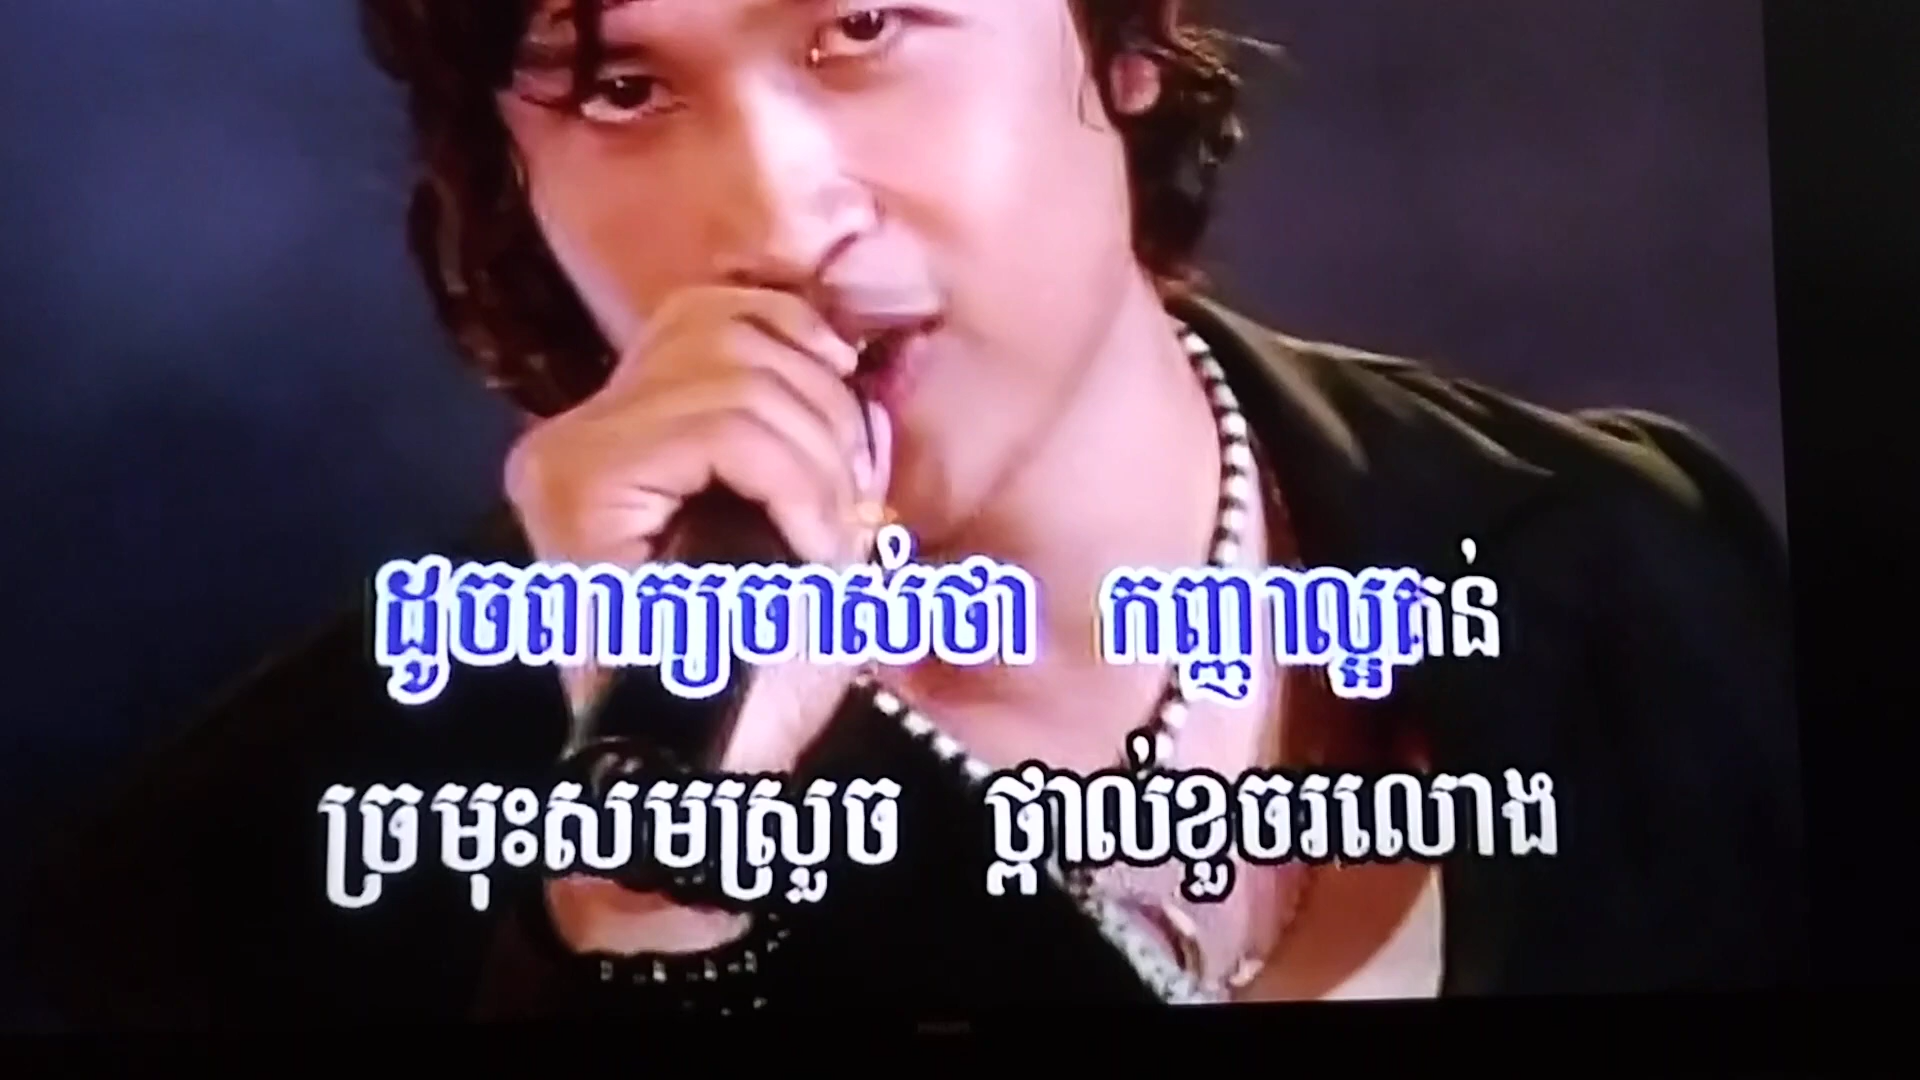 ដូចពាក្យចាស់ថា កញ្ញាល្អគន់
ច្រមុះសមស្រួច ថ្ពាល់ខួចរលោង